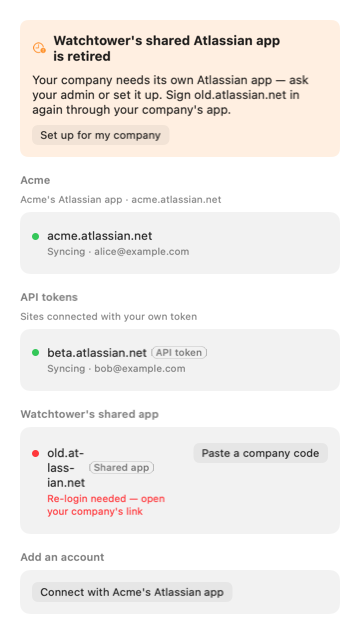 Watchtower's shared Atlassian app
is retired
Your company needs its own Atlassian app — ask
your admin or set it up. Sign old.atlassian.net in
again through your company's app.
Set up for my company
Acme
Acme's Atlassian app · acme.atlassian.net
acme.atlassian.net
Syncing · alice@example.com
API tokens
Sites connected with your own token
beta.atlassian.net API token
Syncing · bob@example.com
Watchtower's shared app
old.at-
lass-
ian.net
Shared app
Paste a company code
Re-login needed — open
your company's link
Add an account
Connect with Acme's Atlassian app